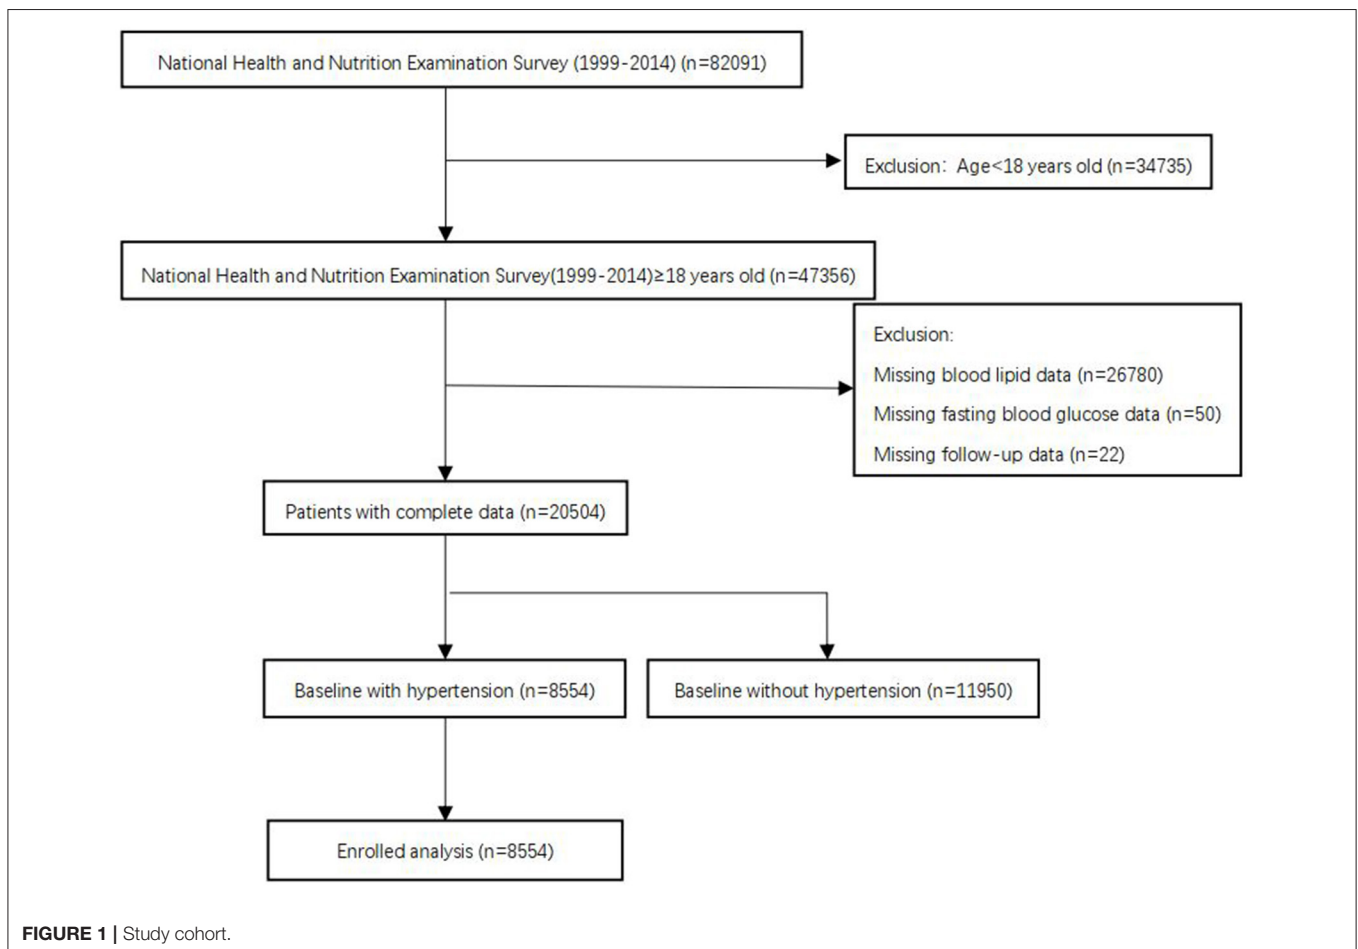 National Health and Nutrition Examination Survey (1999-2014) (n=82091)
Exclusion: Age<18 years old (n=34735)
National Health and Nutrition Examination Survey(1999-2014)≥18 years old (n=47356)
Exclusion:
Missing blood lipid data (n=26780)
Missing fasting blood glucose data (n=50)
Missing follow-up data (n=22)
Patients with complete data (n=20504)
Baseline with hypertension (n=8554)
Baseline without hypertension (n=11950)
Enrolled analysis (n=8554)
FIGURE 1 | Study cohort.